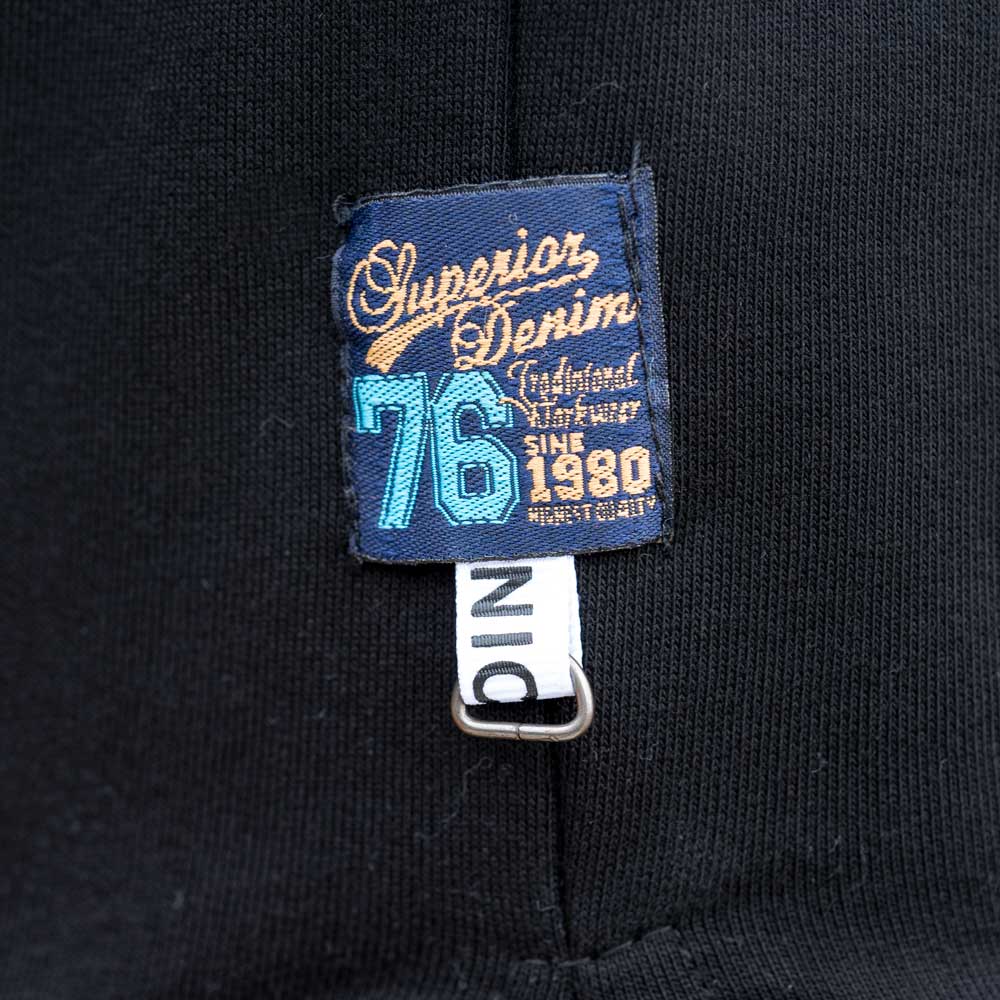 Superior
Denim
76
Traditional
Workwear
SINE
1980
HIGHEST QUALITY
NIC